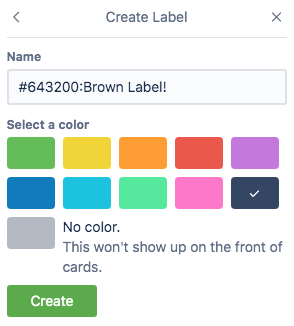 Create Label
Name
#643200:Brown Label!
Select a color
No color.
This won't show up on the front of
cards.
Create